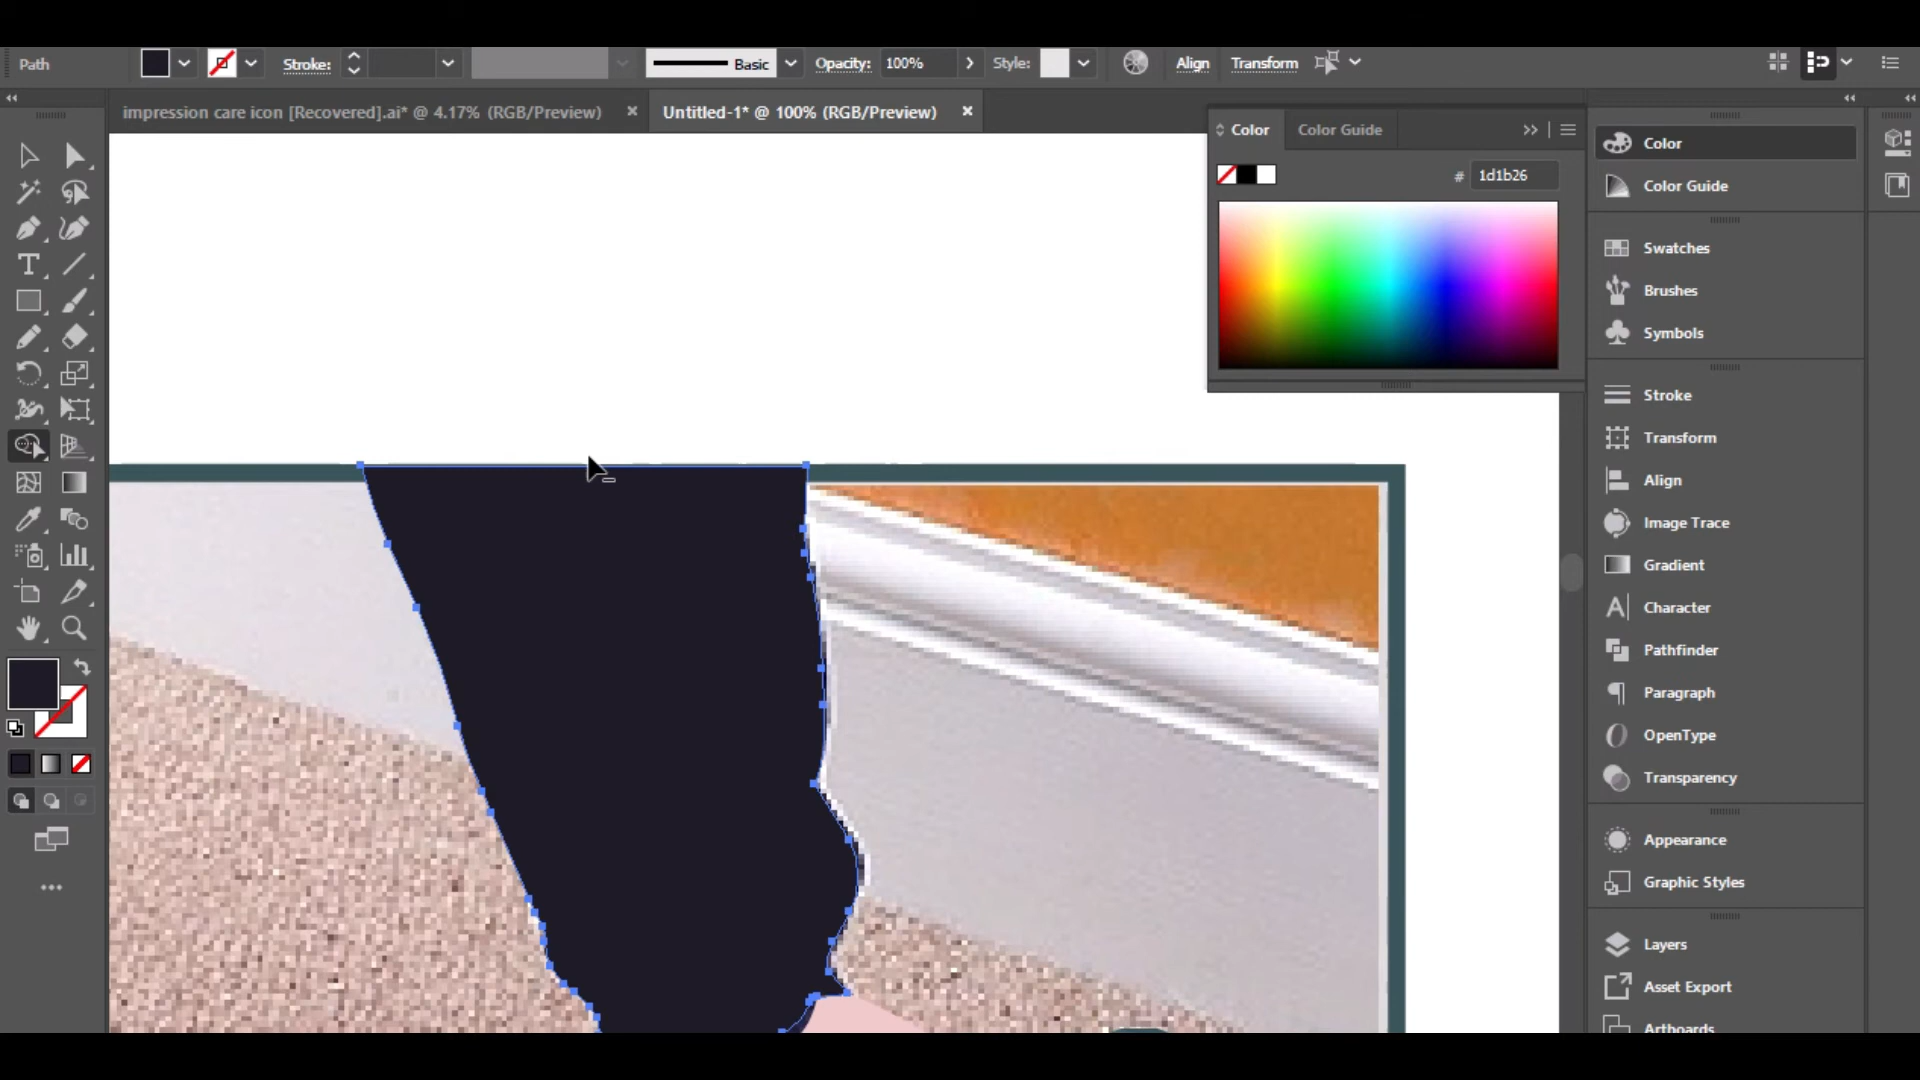 Path
Stroke:
Basic
Opacity: 100%
Style:
Align
Transform
impression care icon [Recovered].ai* @ 4.17% (RGB/Preview)
Untitled-1* @ 100% (RGB/Preview)
Color
Color Guide
# 1d1b26
Color
Color Guide
Swatches
Brushes
Symbols
Stroke
Transform
Align
Image Trace
Gradient
Character
Pathfinder
Paragraph
OpenType
Transparency
Appearance
Graphic Styles
Layers
Asset Export
Artboards